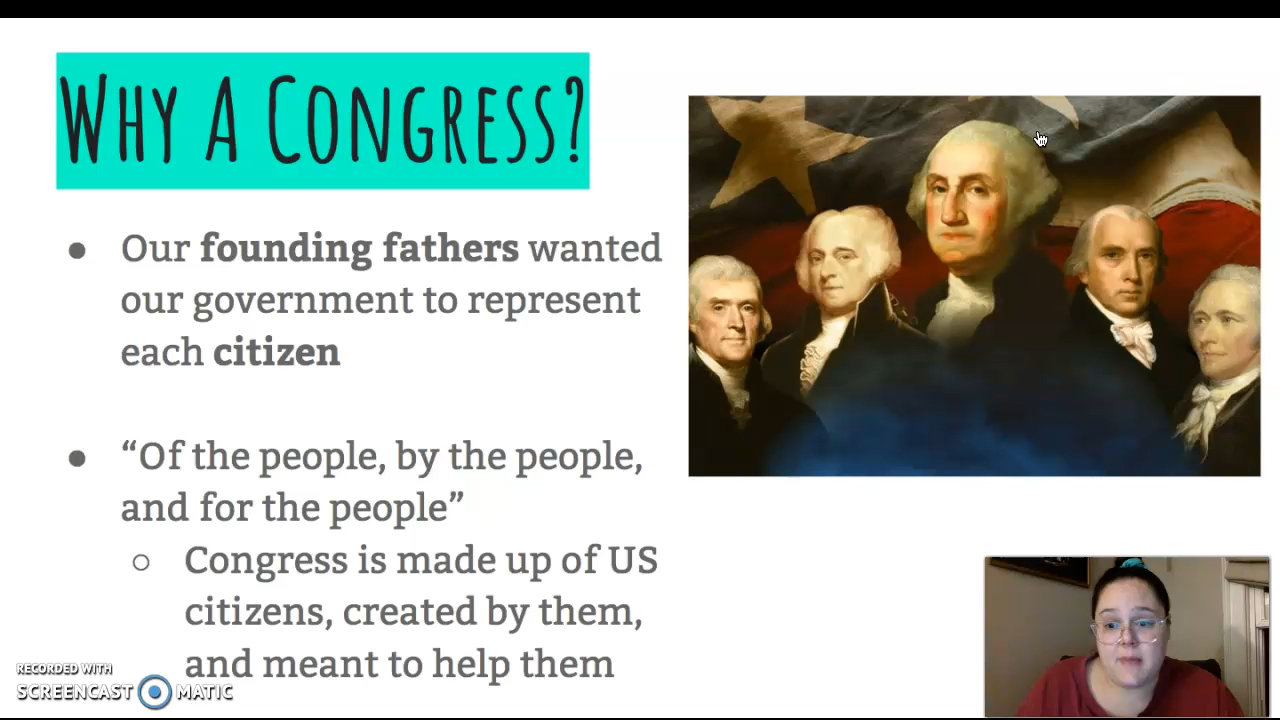 WHY A CONGRESS?
● Our founding fathers wanted
our government to represent
each citizen
● “Of the people, by the people,
and for the people”
○ Congress is made up of US
citizens, created by them,
and meant to help them
RECORDED WITH
SCREENCAST MATIC